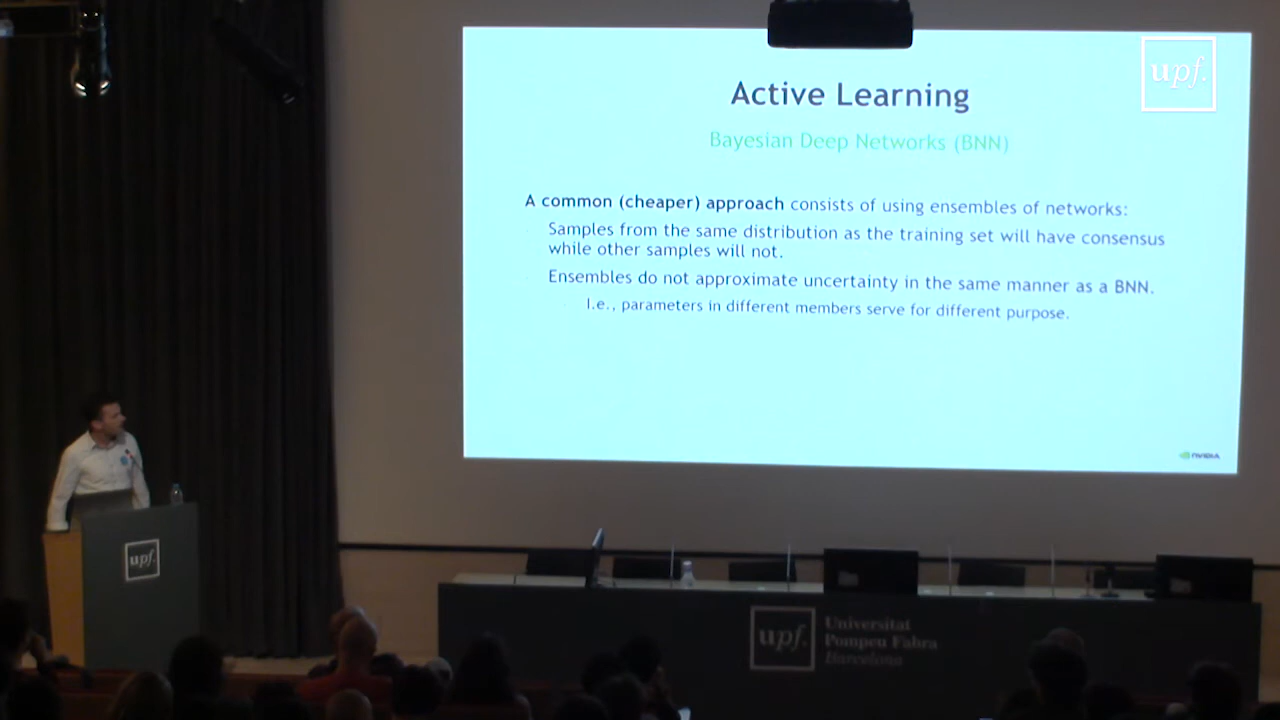 upf.
Active Learning
Bayesian Deep Networks (BNN)
A common (cheaper) approach consists of using ensembles of networks:
Samples from the same distribution as the training set will have consensus
while other samples will not.
Ensembles do not approximate uncertainty in the same manner as a BNN.
I.e., parameters in different members serve for different purpose.
NVIDIA
upf.
upf.
Universitat
Pompeu Fabra
Barcelona